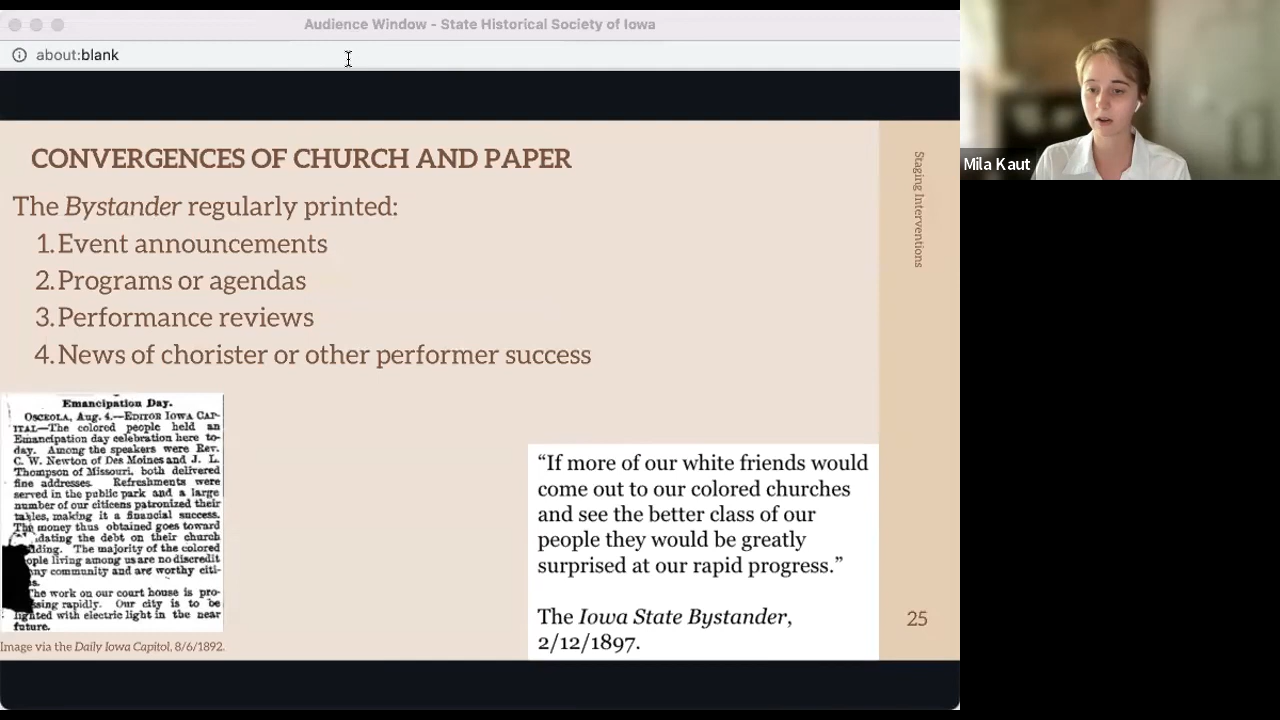 Audience Window - State Historical Society of Iowa
about:blank
CONVERGENCES OF CHURCH AND PAPER
The Bystander regularly printed:
1. Event announcements
2. Programs or agendas
3. Performance reviews
4. News of chorister or other performer success
Emancipation Day.
OSCEOLA, Aug. 4.—EDITOR IOWA CAP-
ITAL—The colored people held an
Emancipation day celebration here to-
day. Among the speakers were Rev.
C. W. Newton of Des Moines and J. L.
Thompson of Missouri, both delivered
fine addresses. Refreshments were
served in the public park and a large
number of our citizens patronized their
tables, making it a financial success.
The money thus obtained goes toward
dating the debt on their church
ding. The majority of the colored
ople living among us are no discredit
ny community and are worthy citi-
s.
he work on our court house is pro-
sing rapidly. Our city is to be
lighted with electric light in the near
future.
Image via the Daily Iowa Capitol, 8/6/1892.
“If more of our white friends would
come out to our colored churches
and see the better class of our
people they would be greatly
surprised at our rapid progress.”
The Iowa State Bystander,
2/12/1897.
Staging Interventions
25
Mila Kaut